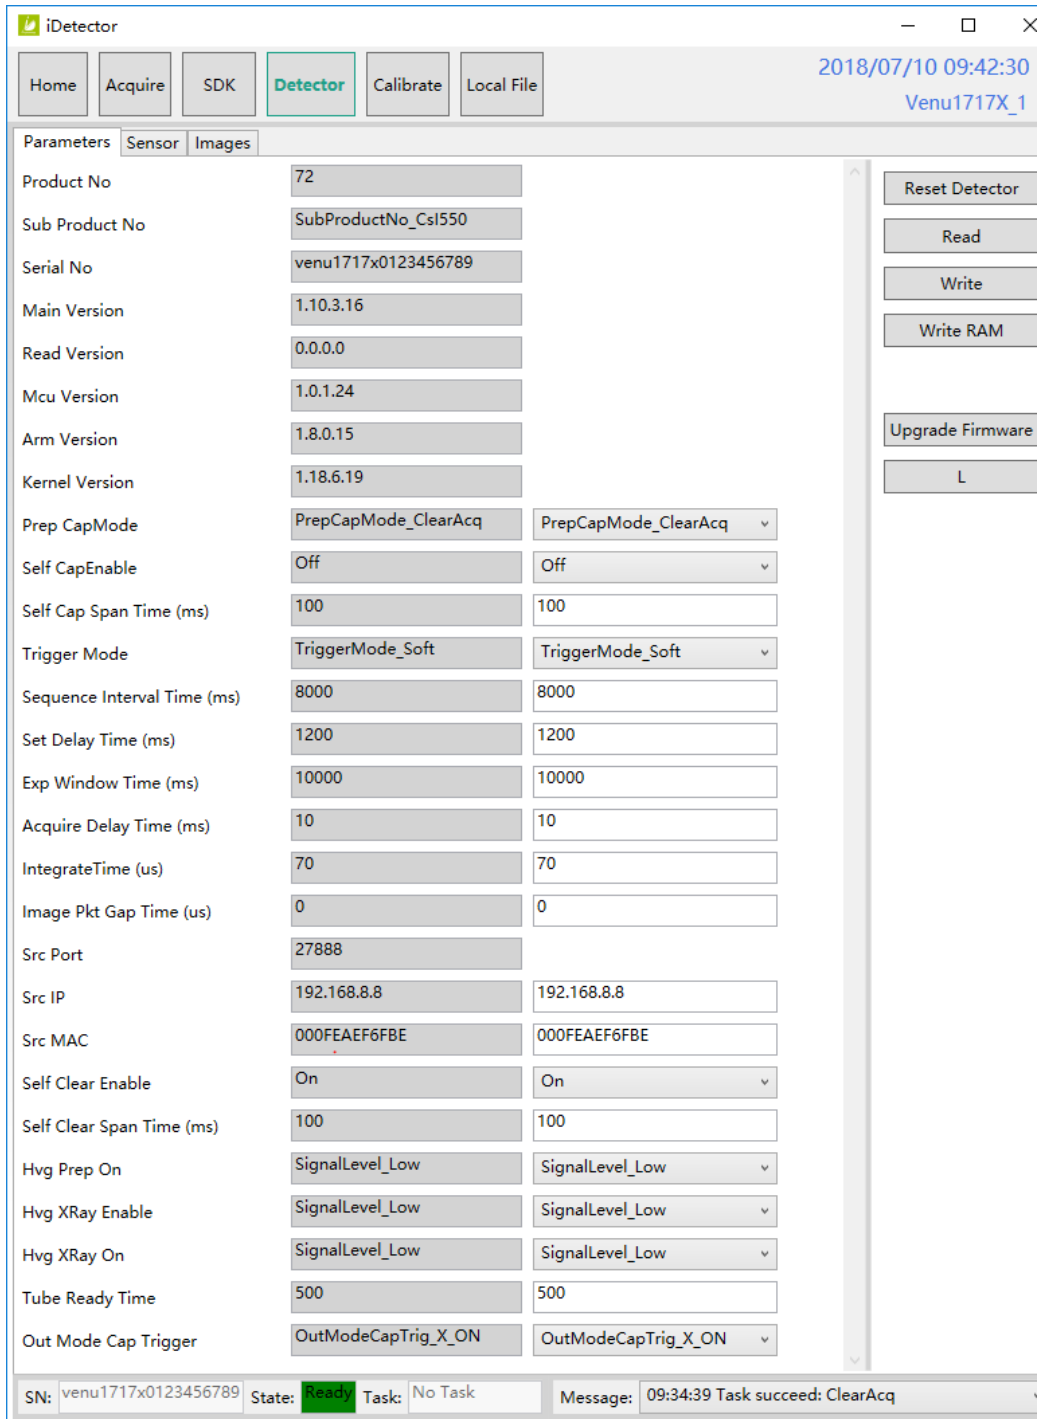 iDetector
Home Acquire SDK Detector Calibrate Local File
2018/07/10 09:42:30
Venu1717X_1
Parameters Sensor Images
Product No 72
Sub Product No SubProductNo_CsI550
Serial No venu1717x0123456789
Main Version 1.10.3.16
Read Version 0.0.0.0
Mcu Version 1.0.1.24
Arm Version 1.8.0.15
Kernel Version 1.18.6.19
Prep CapMode PrepCapMode_ClearAcq PrepCapMode_ClearAcq
Self CapEnable Off Off
Self Cap Span Time (ms) 100 100
Trigger Mode TriggerMode_Soft TriggerMode_Soft
Sequence Interval Time (ms) 8000 8000
Set Delay Time (ms) 1200 1200
Exp Window Time (ms) 10000 10000
Acquire Delay Time (ms) 10 10
IntegrateTime (us) 70 70
Image Pkt Gap Time (us) 0 0
Src Port 27888
Src IP 192.168.8.8 192.168.8.8
Src MAC 000FEAEF6FBE 000FEAEF6FBE
Self Clear Enable On On
Self Clear Span Time (ms) 100 100
Hvg Prep On SignalLevel_Low SignalLevel_Low
Hvg XRay Enable SignalLevel_Low SignalLevel_Low
Hvg XRay On SignalLevel_Low SignalLevel_Low
Tube Ready Time 500 500
Out Mode Cap Trigger OutModeCapTrig_X_ON OutModeCapTrig_X_ON
Reset Detector
Read
Write
Write RAM
Upgrade Firmware
L
SN: venu1717x0123456789 State: Ready Task: No Task Message: 09:34:39 Task succeed: ClearAcq